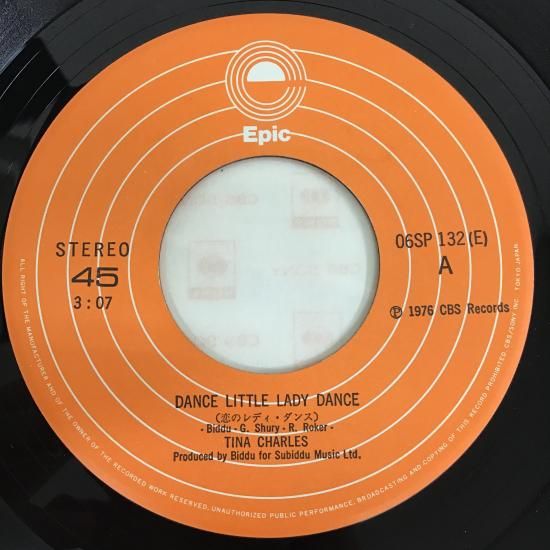 Epic
STEREO
45
3:07
06SP 132(E)
A
Ⓟ 1976 CBS Records
DANCE LITTLE LADY DANCE
(恋のレディ・ダンス)
- Biddu - G. Shury - R. Roker -
TINA CHARLES
Produced by Biddu for Subiddu Music Ltd.
ALL RIGHT OF THE MANUFACTURER AND OF THE OWNER OF THE RECORDED WORK RESERVED. UNAUTHORIZED PUBLIC PERFORMANCE, BROADCASTING AND COPYING OF THIS RECORD PROHIBITED. CBS/SONY INC. TOKYO JAPAN